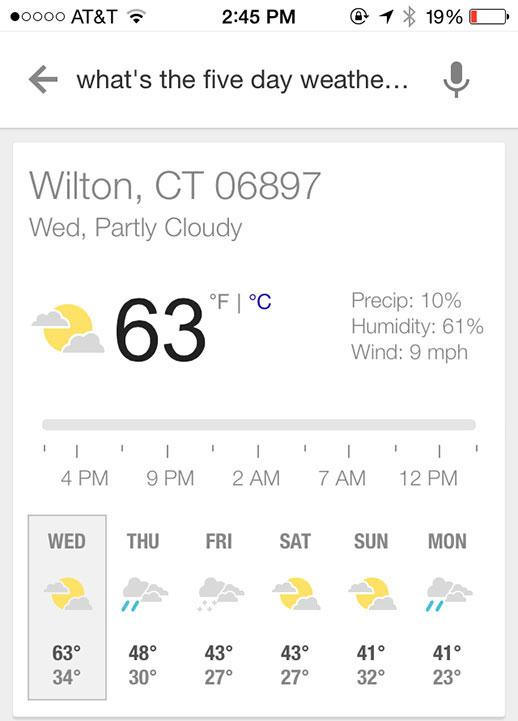 AT&T 2:45 PM 19%
what's the five day weathe...
Wilton, CT 06897
Wed, Partly Cloudy
63 °F | °C
Precip: 10%
Humidity: 61%
Wind: 9 mph
4 PM 9 PM 2 AM 7 AM 12 PM
WED THU FRI SAT SUN MON
63° 48° 43° 43° 41° 41°
34° 30° 27° 27° 32° 23°